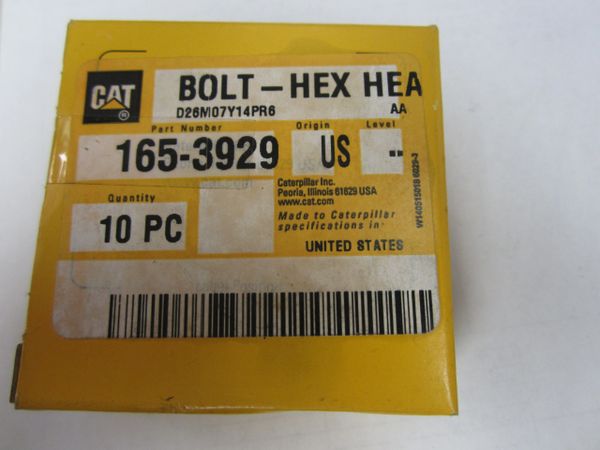 CAT
®
BOLT-HEX HEA
D26M07Y14PR6 AA
Part Number Origin Level
165-3929 US --
Caterpillar Inc.
Peoria, Illinois 61629 USA
www.cat.com
Quantity
10 PC
Made to Caterpillar
specifications in
UNITED STATES